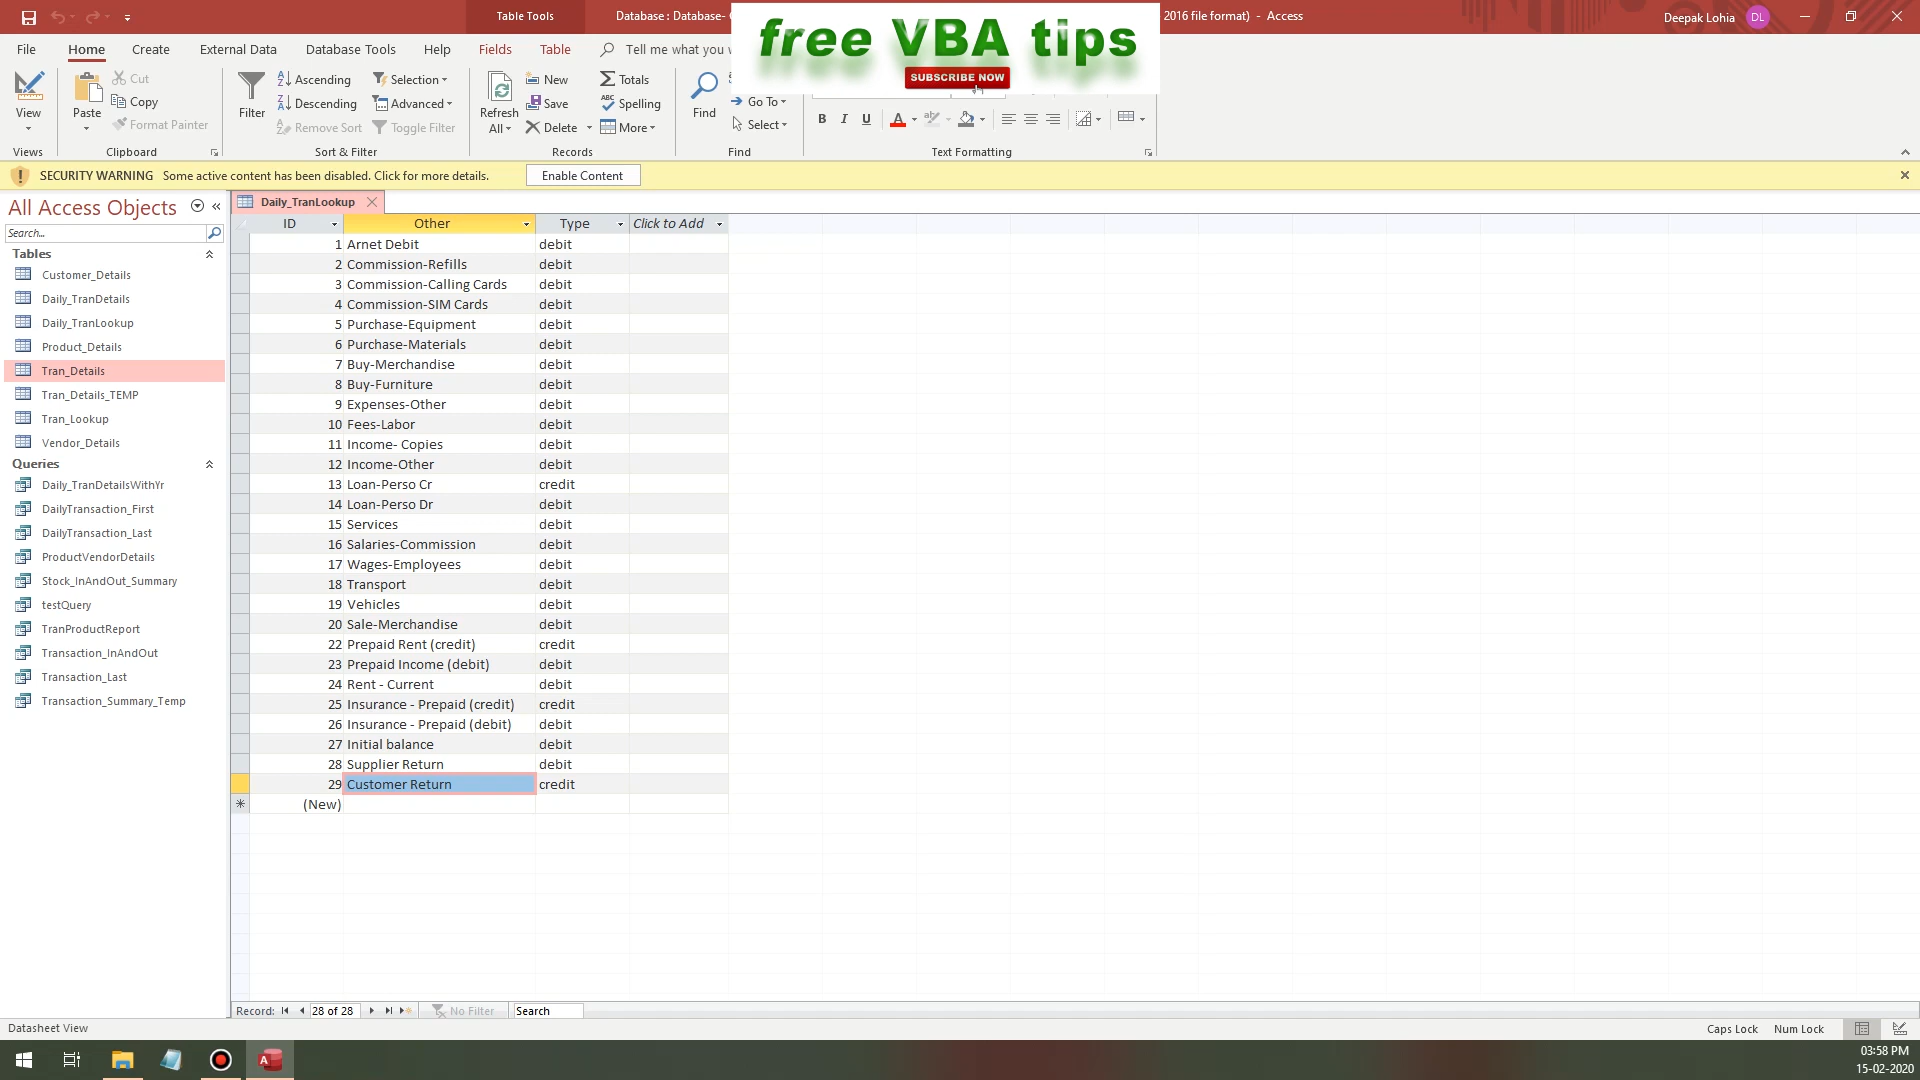 Table Tools
Database : Database-
2016 file format)  -  Access
Deepak Lohia
DL
free VBA tips
SUBSCRIBE NOW
File
Home
Create
External Data
Database Tools
Help
Fields
Table
Tell me what you
View
Paste
Cut
Copy
Format Painter
Filter
Ascending
Descending
Remove Sort
Selection
Advanced
Toggle Filter
Refresh
All
New
Save
Delete
Totals
Spelling
More
Find
Go To
Select
B I U
Views
Clipboard
Sort & Filter
Records
Find
Text Formatting
SECURITY WARNING Some active content has been disabled. Click for more details.
Enable Content
All Access Objects
Search...
Tables
Customer_Details
Daily_TranDetails
Daily_TranLookup
Product_Details
Tran_Details
Tran_Details_TEMP
Tran_Lookup
Vendor_Details
Queries
Daily_TranDetailsWithYr
DailyTransaction_First
DailyTransaction_Last
ProductVendorDetails
Stock_InAndOut_Summary
testQuery
TranProductReport
Transaction_InAndOut
Transaction_Last
Transaction_Summary_Temp
Daily_TranLookup
ID Other Type Click to Add
1 Arnet Debit debit
2 Commission-Refills debit
3 Commission-Calling Cards debit
4 Commission-SIM Cards debit
5 Purchase-Equipment debit
6 Purchase-Materials debit
7 Buy-Merchandise debit
8 Buy-Furniture debit
9 Expenses-Other debit
10 Fees-Labor debit
11 Income- Copies debit
12 Income-Other debit
13 Loan-Perso Cr credit
14 Loan-Perso Dr debit
15 Services debit
16 Salaries-Commission debit
17 Wages-Employees debit
18 Transport debit
19 Vehicles debit
20 Sale-Merchandise debit
22 Prepaid Rent (credit) credit
23 Prepaid Income (debit) debit
24 Rent - Current debit
25 Insurance - Prepaid (credit) credit
26 Insurance - Prepaid (debit) debit
27 Initial balance debit
28 Supplier Return debit
29 Customer Return credit
(New)
Record: 28 of 28 No Filter Search
Datasheet View
Caps Lock Num Lock
03:58 PM
15-02-2020